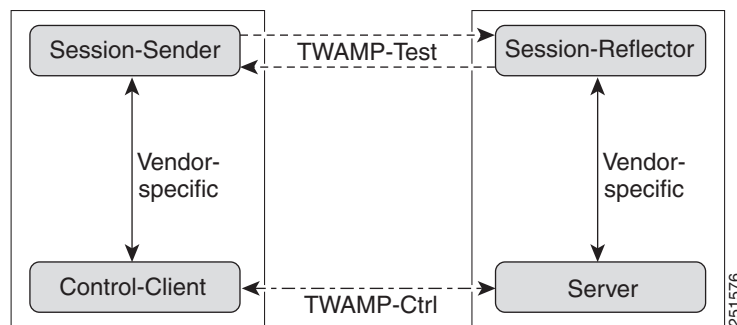 Session-Sender
TWAMP-Test
Session-Reflector
Vendor-
specific
Vendor-
specific
Control-Client
TWAMP-Ctrl
Server
251576